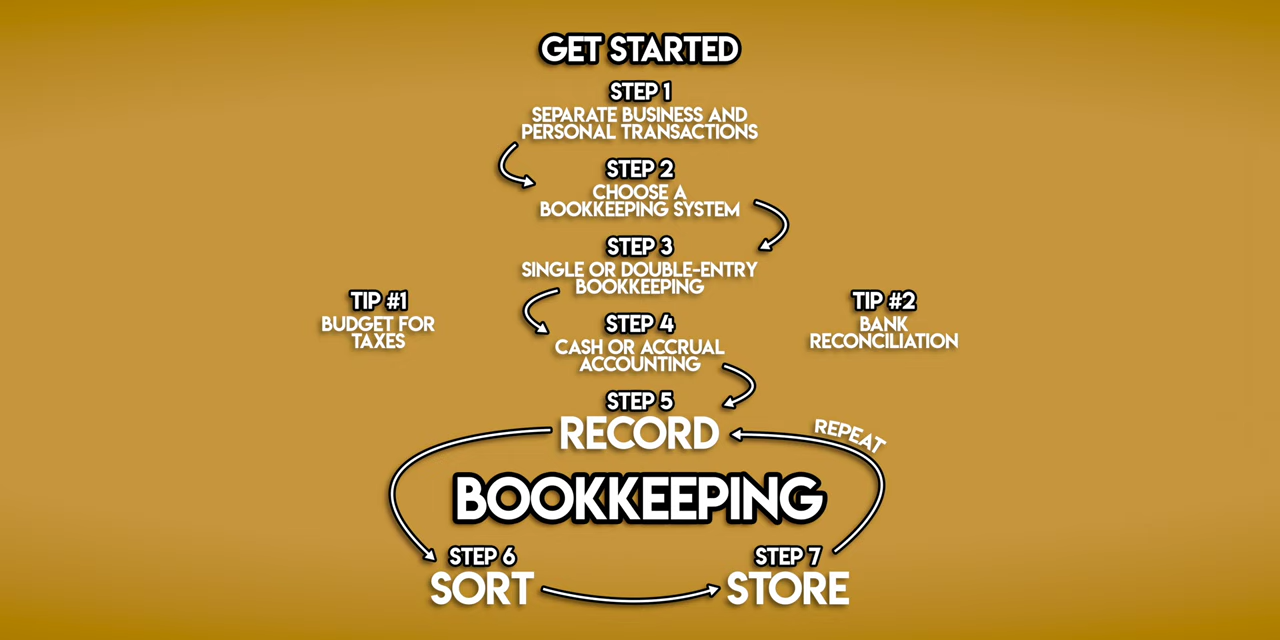 GET STARTED
STEP 1
SEPARATE BUSINESS AND
PERSONAL TRANSACTIONS
STEP 2
CHOOSE A
BOOKKEEPING SYSTEM
STEP 3
SINGLE OR DOUBLE-ENTRY
BOOKKEEPING
TIP #1
BUDGET FOR
TAXES
TIP #2
BANK
RECONCILIATION
STEP 4
CASH OR ACCRUAL
ACCOUNTING
STEP 5
RECORD
REPEAT
BOOKKEEPING
STEP 6
SORT
STEP 7
STORE